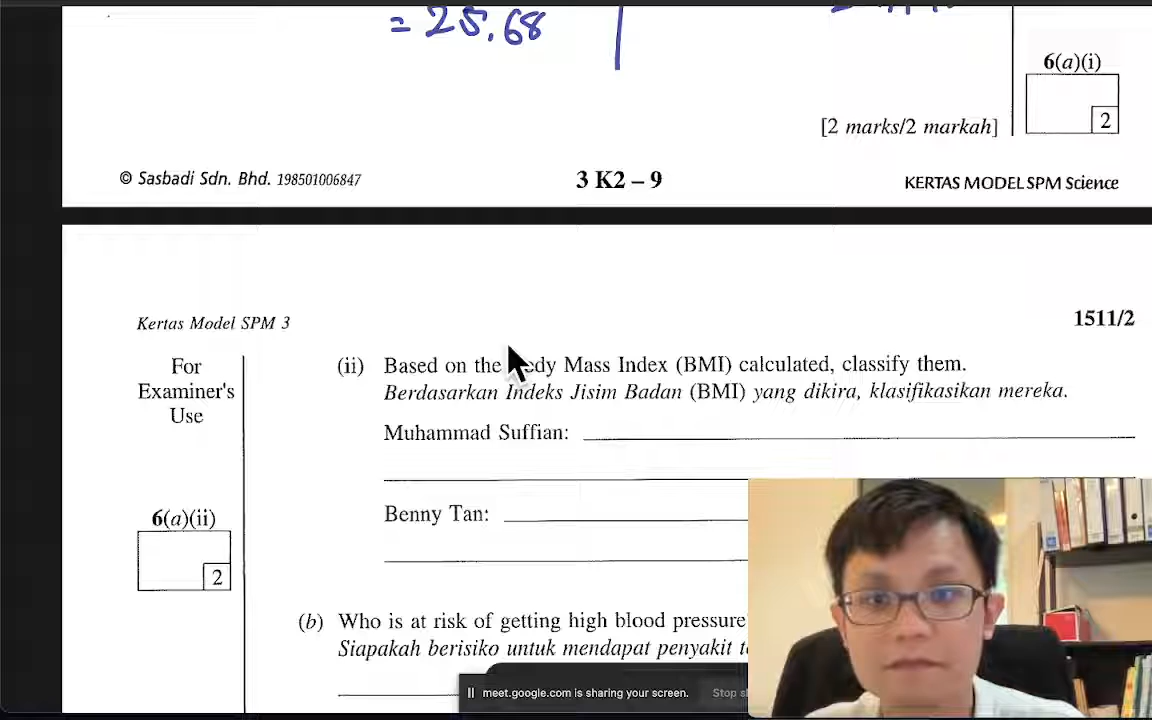 = 25.68
6(a)(i)
[2 marks/2 markah]
2
© Sasbadi Sdn. Bhd. 198501006847
3 K2 – 9
KERTAS MODEL SPM Science
Kertas Model SPM 3
1511/2
For
Examiner's
Use
(ii) Based on the Body Mass Index (BMI) calculated, classify them.
Berdasarkan Indeks Jisim Badan (BMI) yang dikira, klasifikasikan mereka.
Muhammad Suffian:
6(a)(ii)
2
Benny Tan:
(b) Who is at risk of getting high blood pressure
Siapakah berisiko untuk mendapat penyakit
meet.google.com is sharing your screen.
Stop